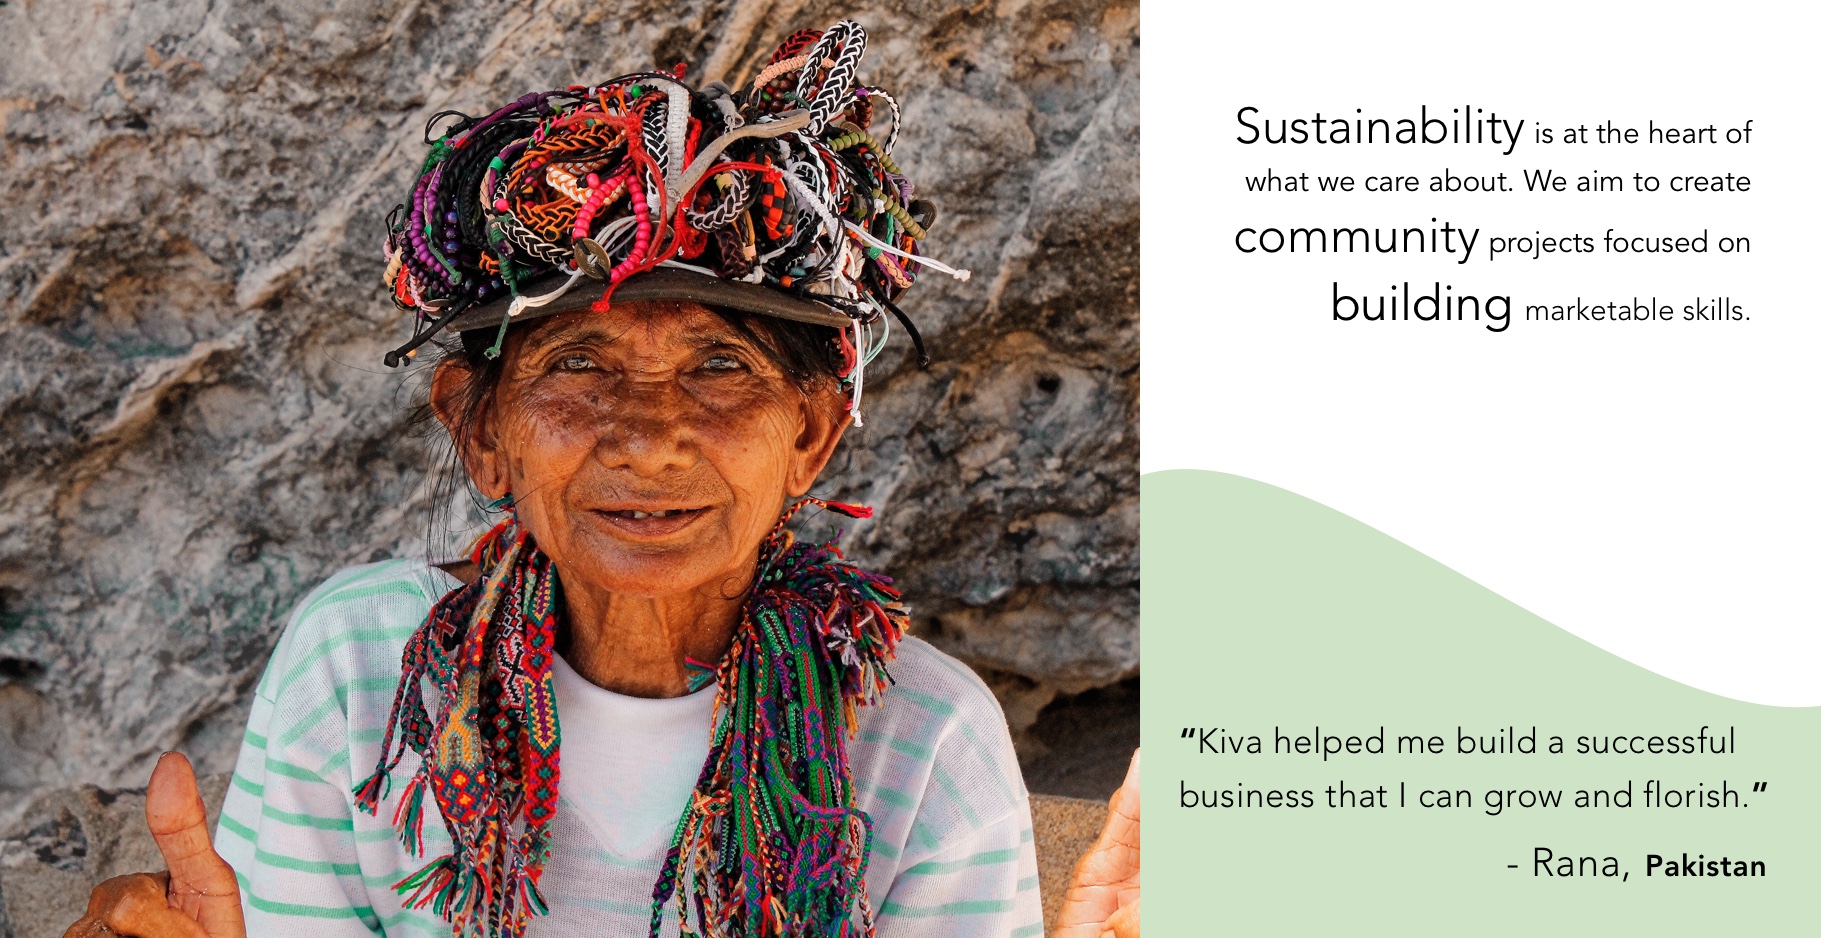 Sustainability is at the heart of
what we care about. We aim to create
community projects focused on
building marketable skills.
“Kiva helped me build a successful
business that I can grow and florish.”
- Rana, Pakistan